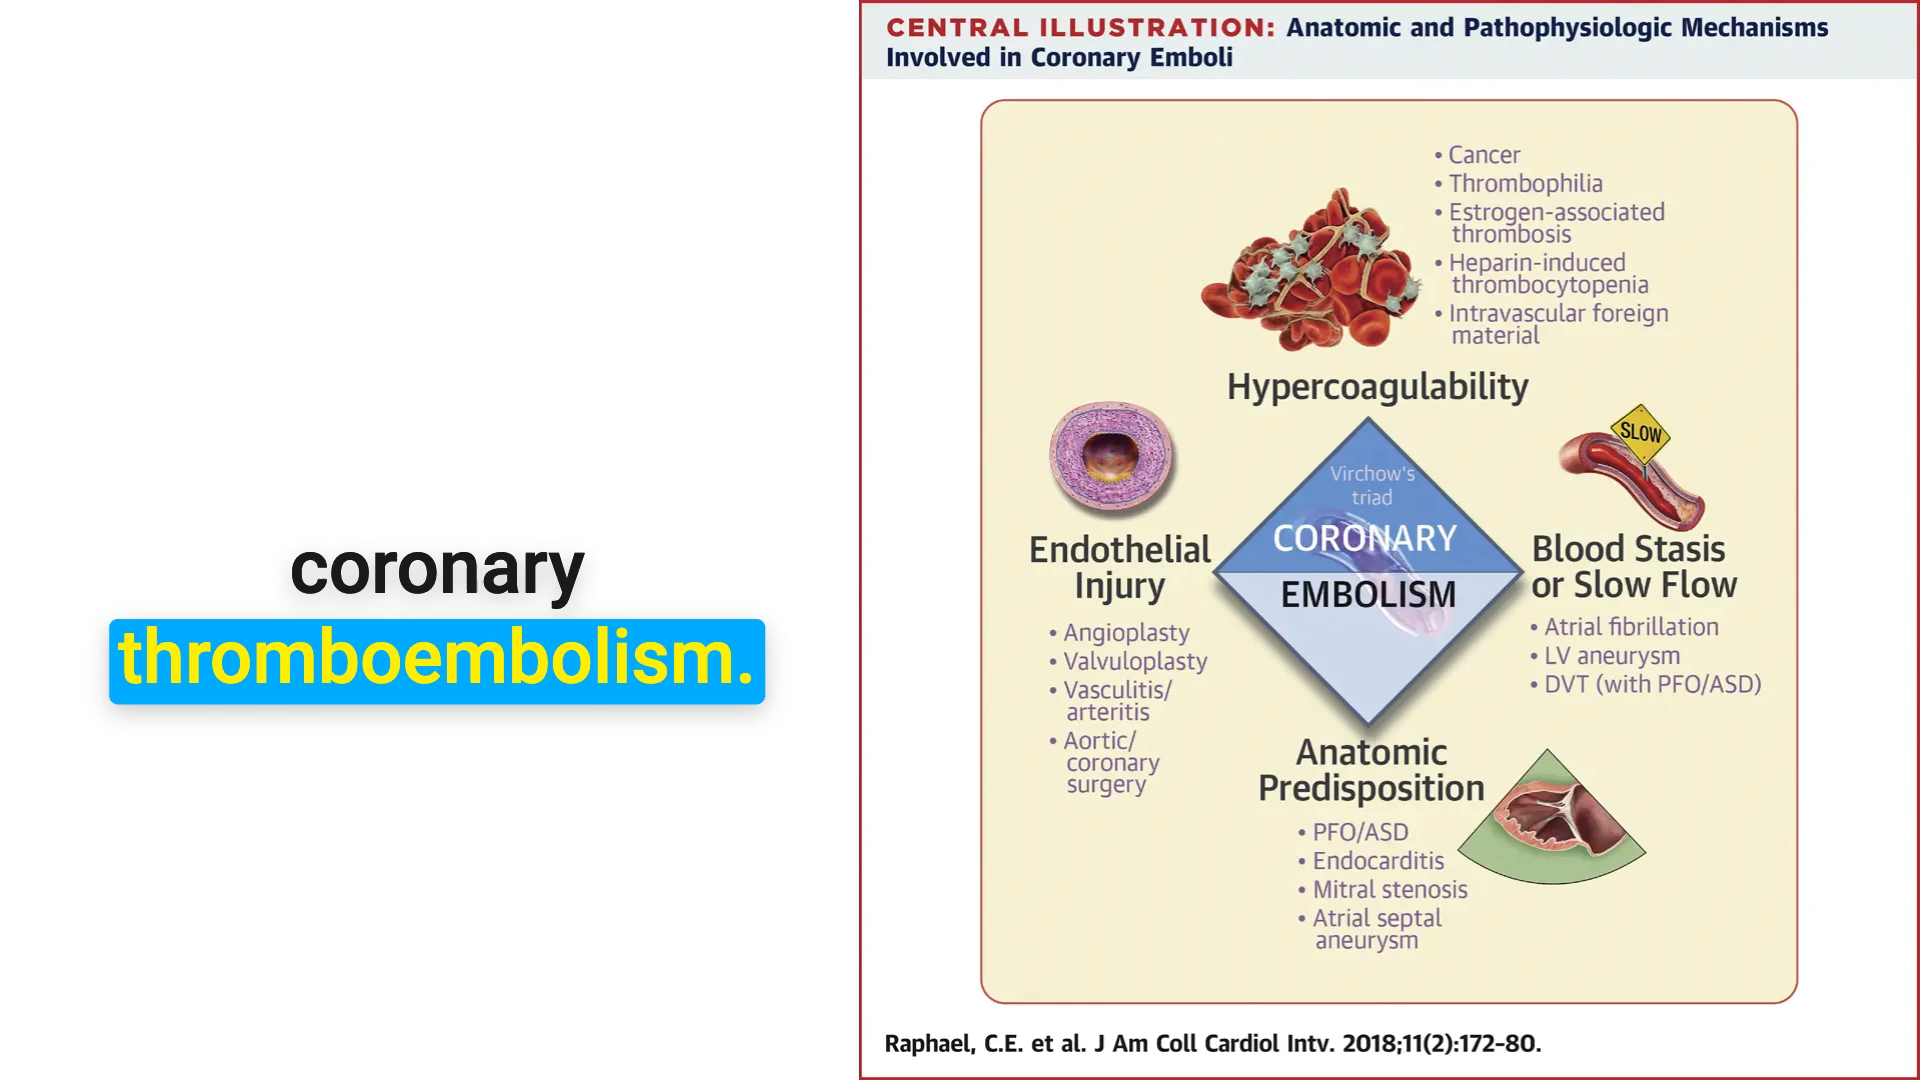 coronary
thromboembolism.
CENTRAL ILLUSTRATION: Anatomic and Pathophysiologic Mechanisms
Involved in Coronary Emboli
• Cancer
• Thrombophilia
• Estrogen-associated
thrombosis
• Heparin-induced
thrombocytopenia
• Intravascular foreign
material
Hypercoagulability
SLOW
Virchow's
triad
CORONARY
EMBOLISM
Endothelial
Injury
• Angioplasty
• Valvuloplasty
• Vasculitis/
arteritis
• Aortic/
coronary
surgery
Blood Stasis
or Slow Flow
• Atrial fibrillation
• LV aneurysm
• DVT (with PFO/ASD)
Anatomic
Predisposition
• PFO/ASD
• Endocarditis
• Mitral stenosis
• Atrial septal
aneurysm
Raphael, C.E. et al. J Am Coll Cardiol Intv. 2018;11(2):172-80.